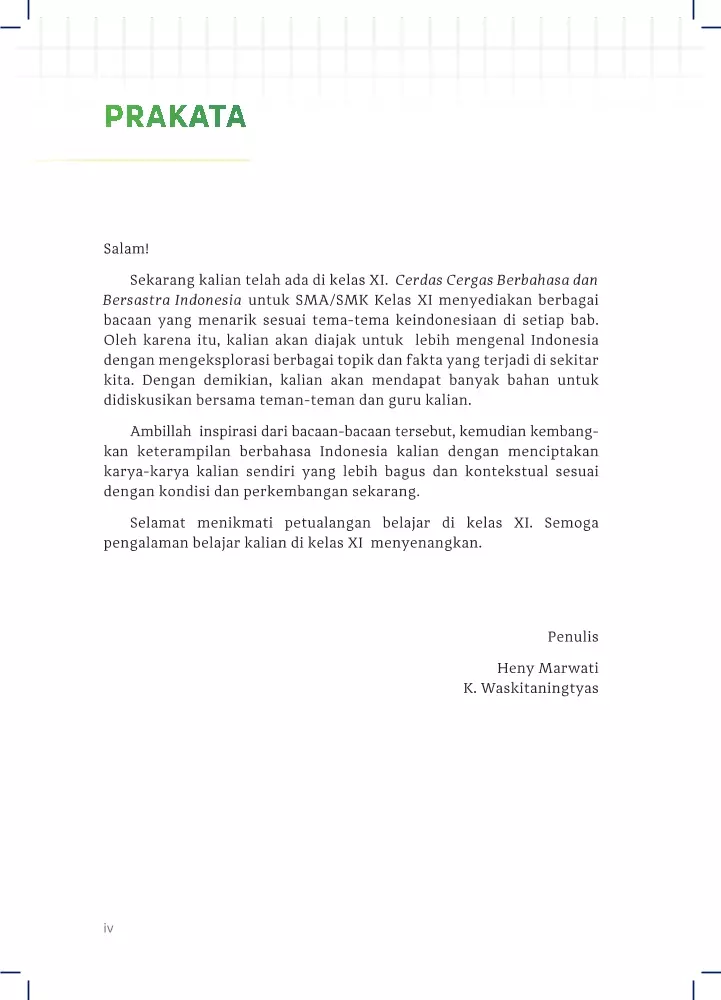 PRAKATA
Salam!
Sekarang kalian telah ada di kelas XI. Cerdas Cergas Berbahasa dan
Bersastra Indonesia untuk SMA/SMK Kelas XI menyediakan berbagai
bacaan yang menarik sesuai tema-tema keindonesiaan di setiap bab.
Oleh karena itu, kalian akan diajak untuk lebih mengenal Indonesia
dengan mengeksplorasi berbagai topik dan fakta yang terjadi di sekitar
kita. Dengan demikian, kalian akan mendapat banyak bahan untuk
didiskusikan bersama teman-teman dan guru kalian.
Ambillah inspirasi dari bacaan-bacaan tersebut, kemudian kembang-
kan keterampilan berbahasa Indonesia kalian dengan menciptakan
karya-karya kalian sendiri yang lebih bagus dan kontekstual sesuai
dengan kondisi dan perkembangan sekarang.
Selamat menikmati petualangan belajar di kelas XI. Semoga
pengalaman belajar kalian di kelas XI menyenangkan.
Penulis
Heny Marwati
K. Waskitaningtyas
iv